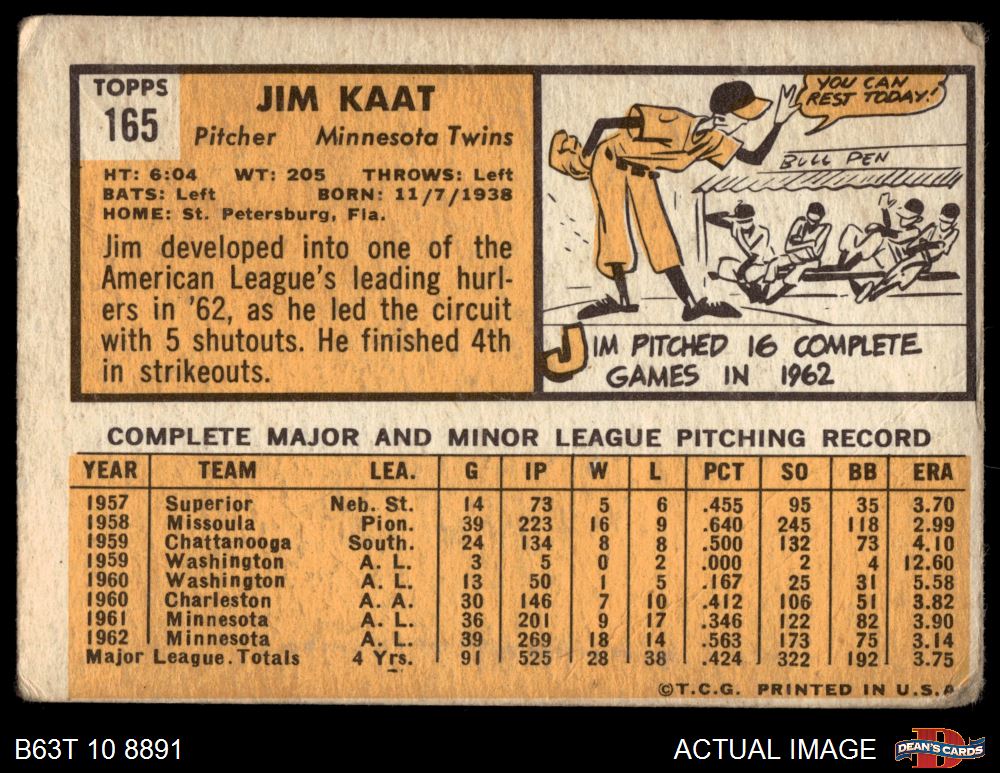 TOPPS
165
JIM KAAT
Pitcher Minnesota Twins
HT: 6:04 WT: 205 THROWS: Left
BATS: Left BORN: 11/7/1938
HOME: St. Petersburg, Fla.
Jim developed into one of the
American League's leading hurl-
ers in '62, as he led the circuit
with 5 shutouts. He finished 4th
in strikeouts.
YOU CAN
REST TODAY!
BULL PEN
M
JIM PITCHED 16 COMPLETE
GAMES IN 1962
COMPLETE MAJOR AND MINOR LEAGUE PITCHING RECORD
YEAR TEAM LEA. G IP W L PCT SO BB ERA
1957 Superior Neb. St. 14 73 5 6 .455 95 35 3.70
1958 Missoula Pion. 39 223 16 9 .640 245 118 2.99
1959 Chattanooga South. 24 134 8 8 .500 132 73 4.10
1959 Washington A. L. 3 5 0 2 .000 2 4 12.60
1960 Washington A. L. 13 50 1 5 .167 25 31 5.58
1960 Charleston A. A. 30 146 7 10 .412 106 51 3.82
1961 Minnesota A. L. 36 201 9 17 .346 122 82 3.90
1962 Minnesota A. L. 39 269 18 14 .563 173 75 3.14
Major League Totals 4 Yrs. 91 525 28 38 .424 322 192 3.75
©T.C.G. PRINTED IN U.S.A
B63T 10 8891
ACTUAL IMAGE
D
DEAN'S CARDS